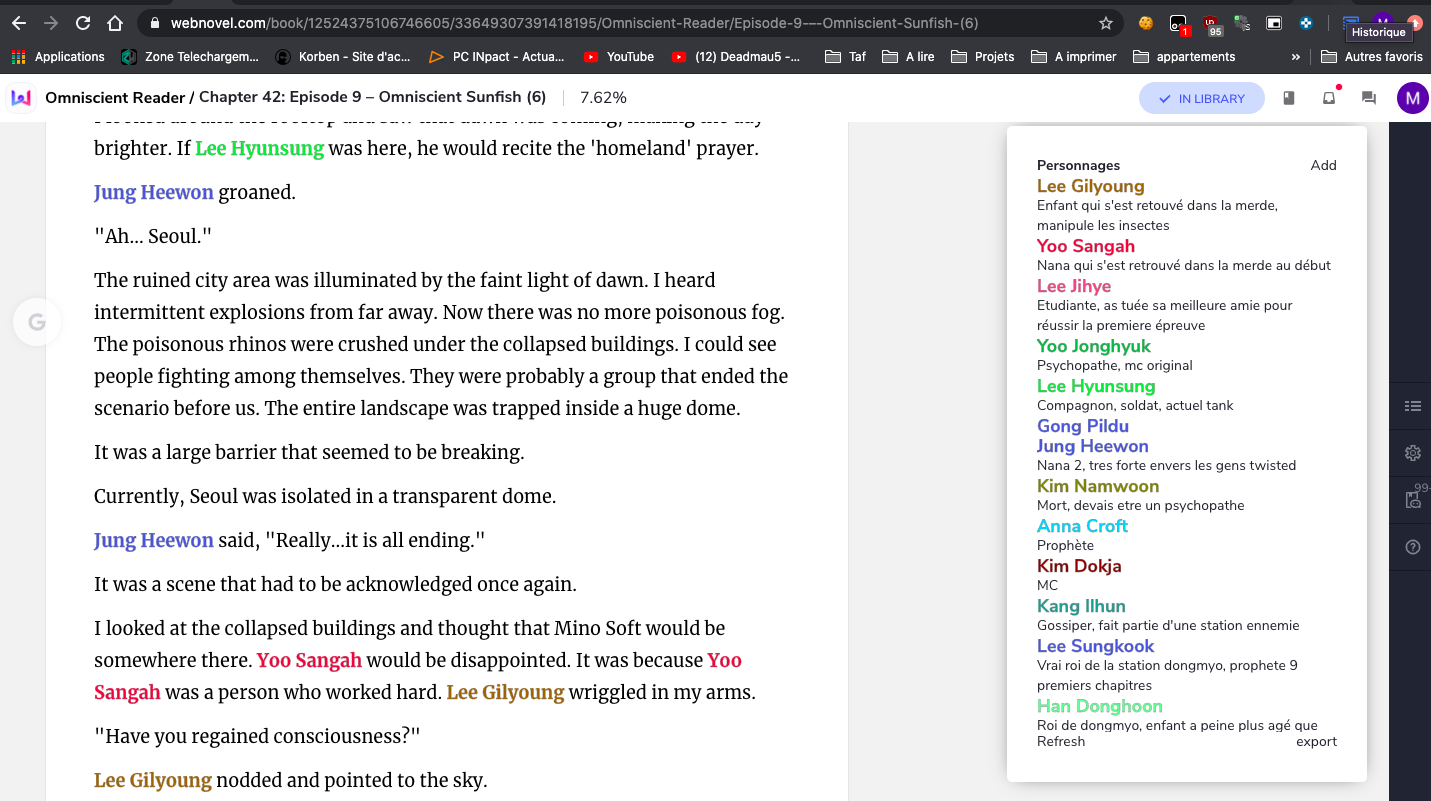 webnovel.com/book/12524375106746605/33649307391418195/Omniscient-Reader/Episode-9-–-Omniscient-Sunfish-(6)
1
95
Historique
Applications
Zone Telechargem...
Korben - Site d'ac...
PC INpact - Actua...
YouTube
(12) Deadmau5 -...
Taf
A lire
Projets
A imprimer
appartements
»
Autres favoris
Omniscient Reader / Chapter 42: Episode 9 – Omniscient Sunfish (6)
7.62%
IN LIBRARY
M
brighter. If Lee Hyunsung was here, he would recite the 'homeland' prayer.
Jung Heewon groaned.
"Ah... Seoul."
The ruined city area was illuminated by the faint light of dawn. I heard
intermittent explosions from far away. Now there was no more poisonous fog.
The poisonous rhinos were crushed under the collapsed buildings. I could see
people fighting among themselves. They were probably a group that ended the
scenario before us. The entire landscape was trapped inside a huge dome.
It was a large barrier that seemed to be breaking.
Currently, Seoul was isolated in a transparent dome.
Jung Heewon said, "Really...it is all ending."
It was a scene that had to be acknowledged once again.
I looked at the collapsed buildings and thought that Mino Soft would be
somewhere there. Yoo Sangah would be disappointed. It was because Yoo
Sangah was a person who worked hard. Lee Gilyoung wriggled in my arms.
"Have you regained consciousness?"
Lee Gilyoung nodded and pointed to the sky.
G
Personnages
Add
Lee Gilyoung
Enfant qui s'est retouvé dans la merde,
manipule les insectes
Yoo Sangah
Nana qui s'est retrouvé dans la merde au début
Lee Jihye
Etudiante, as tuée sa meilleure amie pour
réussir la premiere épreuve
Yoo Jonghyuk
Psychopathe, mc original
Lee Hyunsung
Compagnon, soldat, actuel tank
Gong Pildu
Jung Heewon
Nana 2, tres forte envers les gens twisted
Kim Namwoon
Mort, devais etre un psychopathe
Anna Croft
Prophète
Kim Dokja
MC
Kang Ilhun
Gossiper, fait partie d'une station ennemie
Lee Sungkook
Vrai roi de la station dongmyo, prophete 9
premiers chapitres
Han Donghoon
Roi de dongmyo, enfant a peine plus agé que
Refresh
export